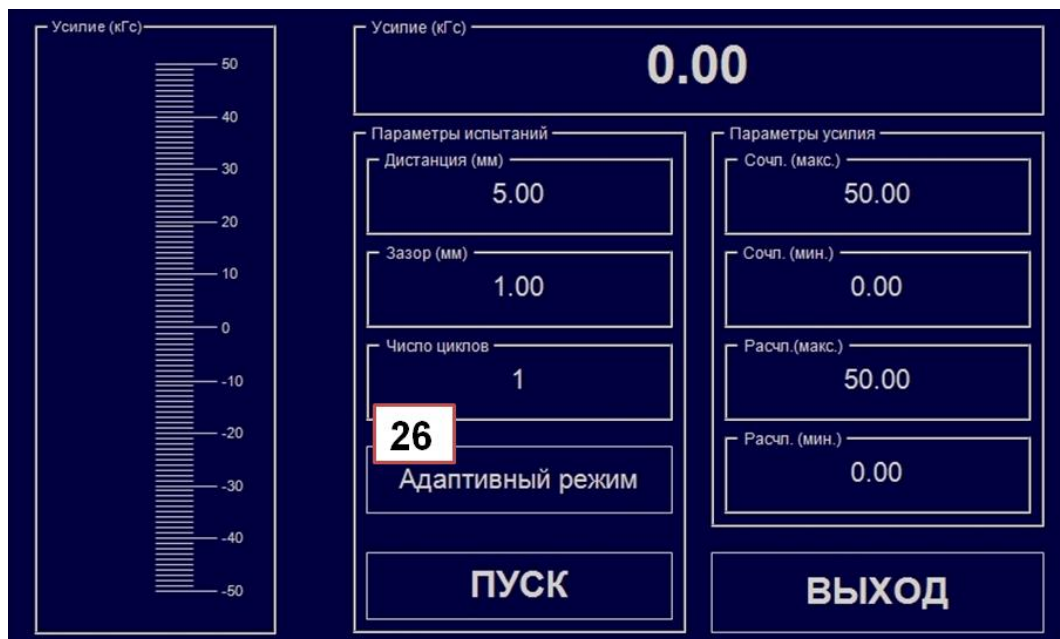 Усилие (кГс)
50
40
30
20
10
0
-10
-20
-30
-40
-50
Усилие (кГс)
0.00
Параметры испытаний
Дистанция (мм)
5.00
Зазор (мм)
1.00
Число циклов
1
26
Адаптивный режим
ПУСК
Параметры усилия
Сочл. (макс.)
50.00
Сочл. (мин.)
0.00
Расчл.(макс.)
50.00
Расчл. (мин.)
0.00
ВЫХОД